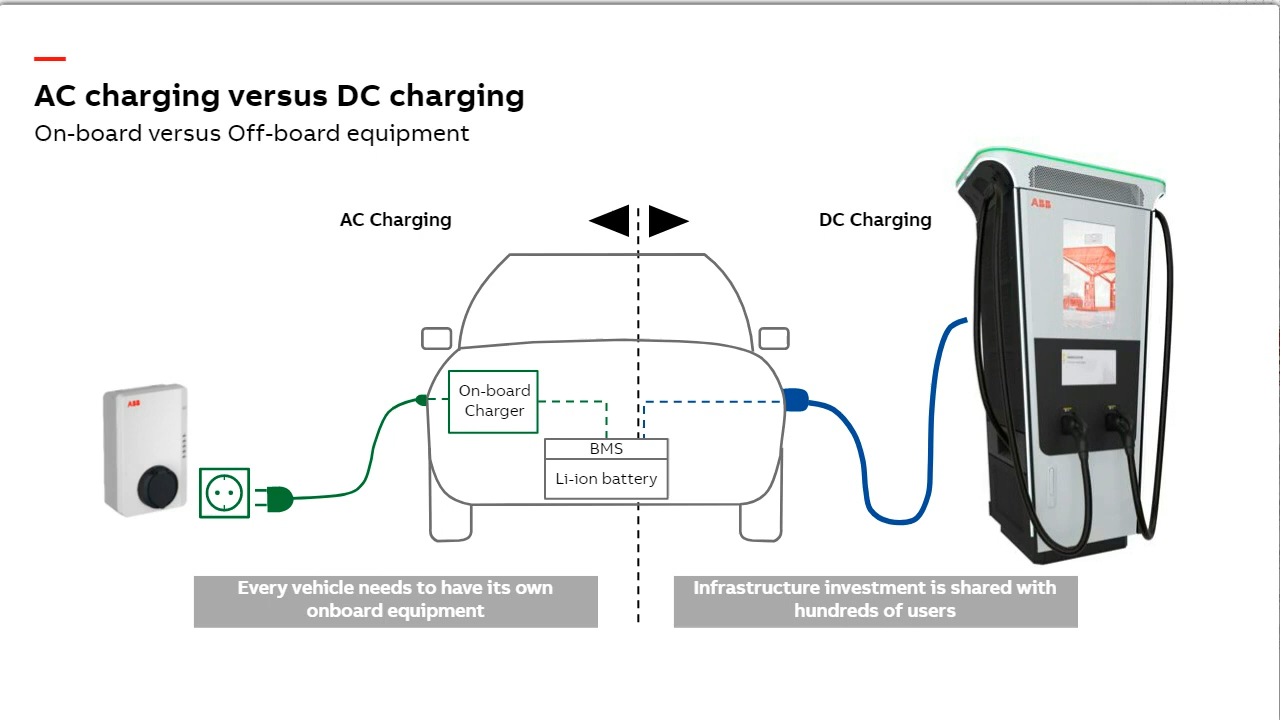 AC charging versus DC charging
On-board versus Off-board equipment
AC Charging
DC Charging
ABB
ABB
On-board
Charger
BMS
Li-ion battery
Every vehicle needs to have its own
onboard equipment
Infrastructure investment is shared with
hundreds of users